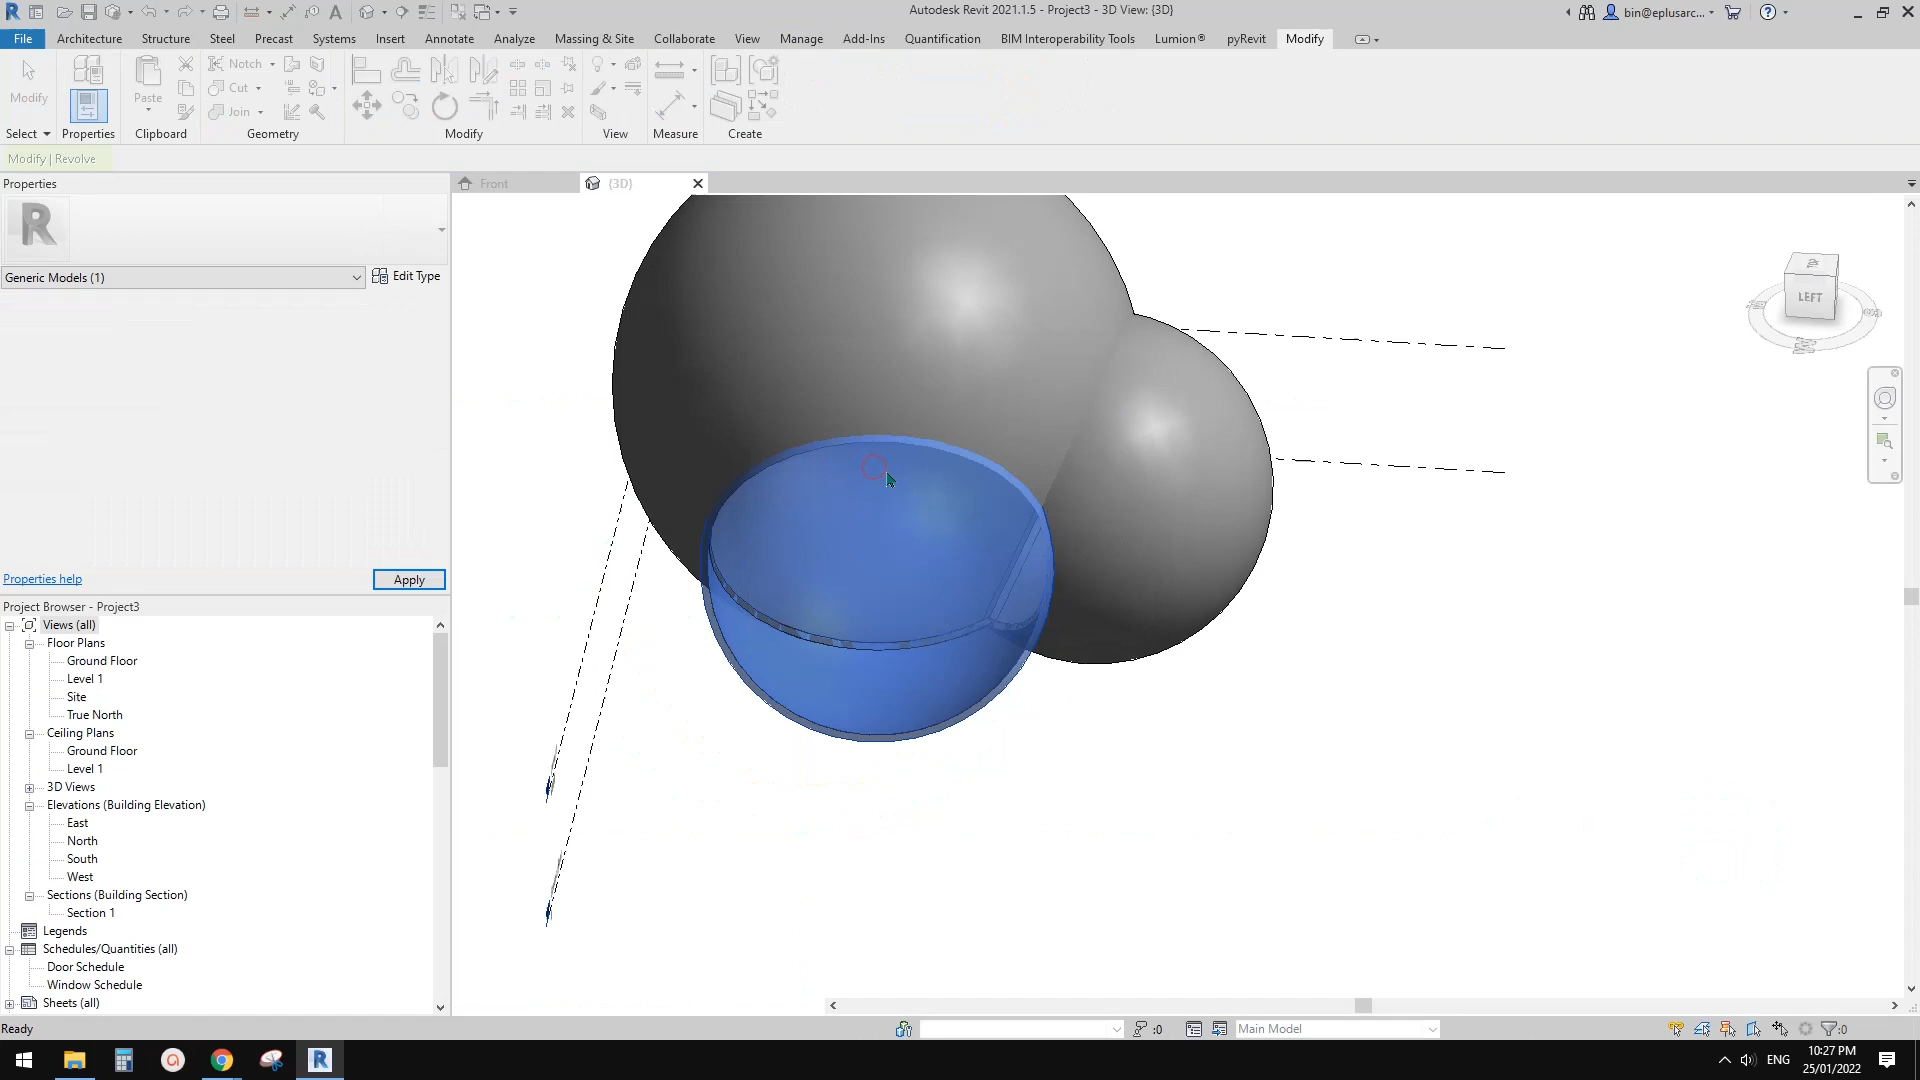 Autodesk Revit 2021.1.5 - Project3 - 3D View: {3D}
bin@eplusarc...
File Architecture Structure Steel Precast Systems Insert Annotate Analyze Massing & Site Collaborate View Manage Add-Ins Quantification BIM Interoperability Tools Lumion® pyRevit Modify
Modify
Paste
Notch
Cut
Join
Select Properties Clipboard Geometry Modify View Measure Create
Modify | Revolve
Properties
Front
{3D}
R
Generic Models (1)
Edit Type
LEFT
Properties help
Apply
Project Browser - Project3
Views (all)
Floor Plans
Ground Floor
Level 1
Site
True North
Ceiling Plans
Ground Floor
Level 1
3D Views
Elevations (Building Elevation)
East
North
South
West
Sections (Building Section)
Section 1
Legends
Schedules/Quantities (all)
Door Schedule
Window Schedule
Sheets (all)
Ready
:0
Main Model
:0
ENG
10:27 PM
25/01/2022